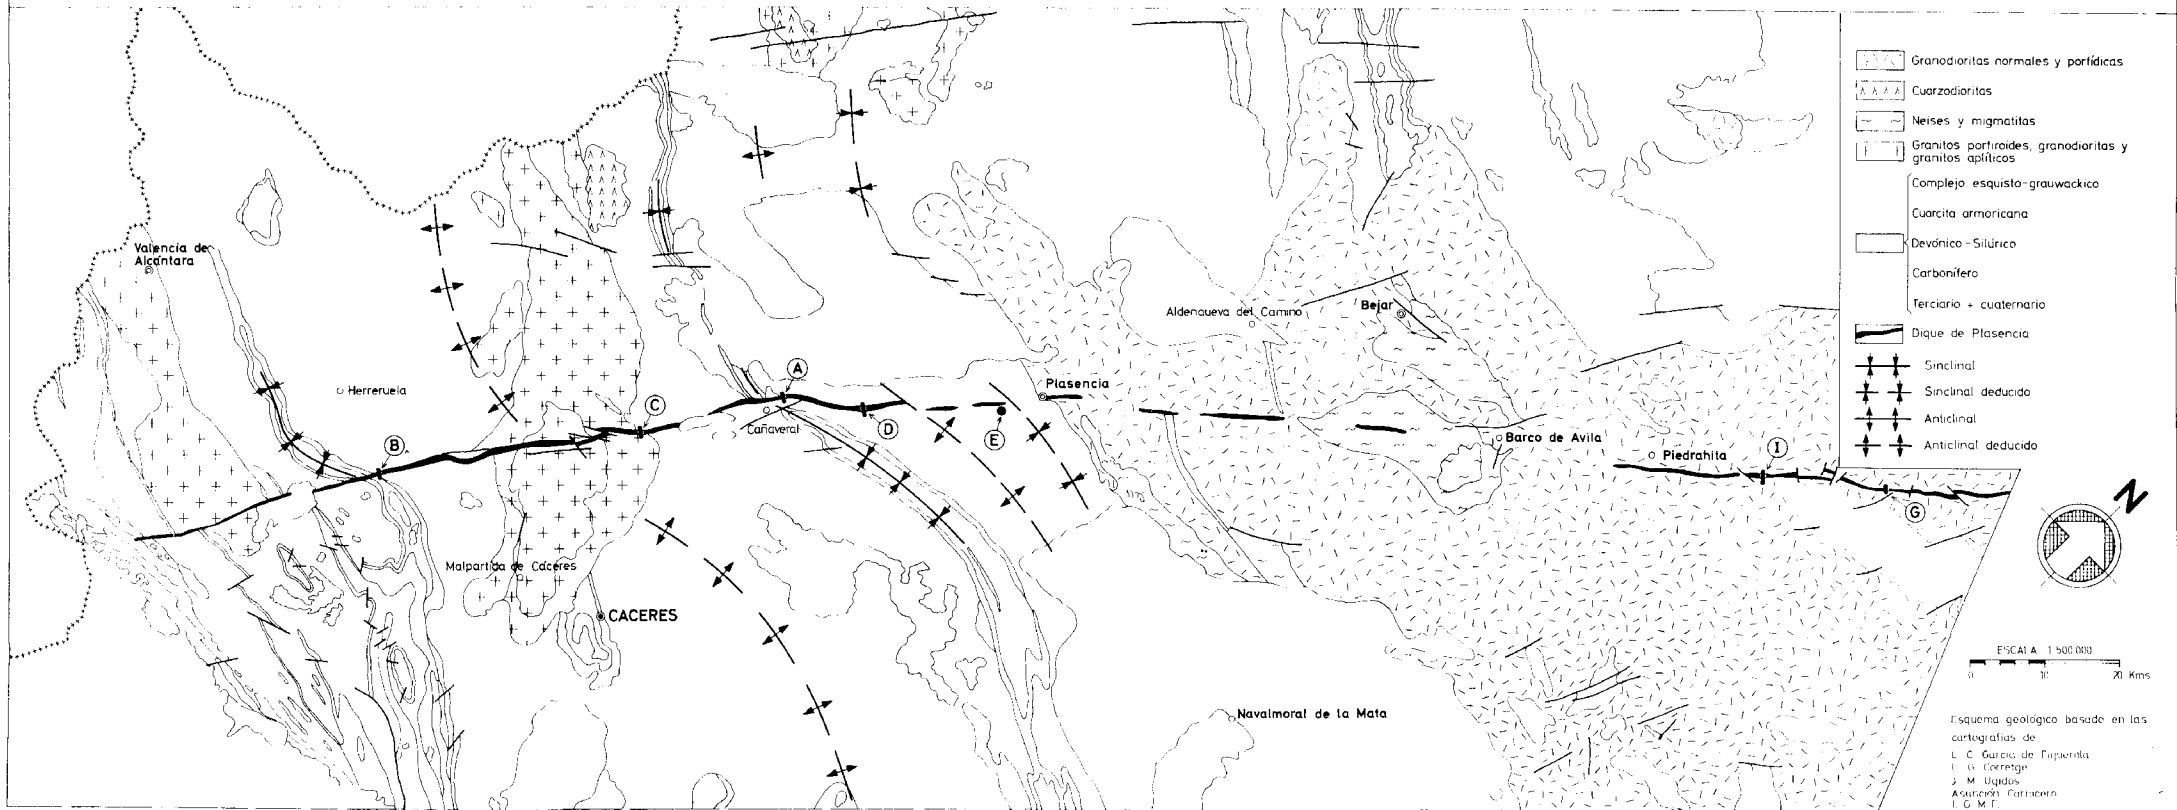 Granodioritas normales y porfídicas
Cuarzodioritas
Neises y migmatitas
Granitos porfiroides, granodioritas y
granitos aplíticos
Complejo esquisto-grauwackico
Cuarcita armoricana
Devónico - Silúrico
Carbonífero
Terciario + cuaternario
Dique de Plasencia
Sinclinal
Sinclinal deducido
Anticlinal
Anticlinal deducido
Valencia de
Alcántara
Herreruela
Aldenaueva del Camino
Bejar
Plasencia
A
B
C
D
E
Cañaveral
Barco de Avila
Piedrahita
I
G
N
Malpartida de Cáceres
CACERES
Navalmoral de la Mata
ESCALA 1:500.000
0 10 20 Kms
Esquema geológico basado en las
cartografías de
L. C. García de Figuerola
G. Corretge
J. M. Ugidos
Asunción Carnicero
I. G. M. E.